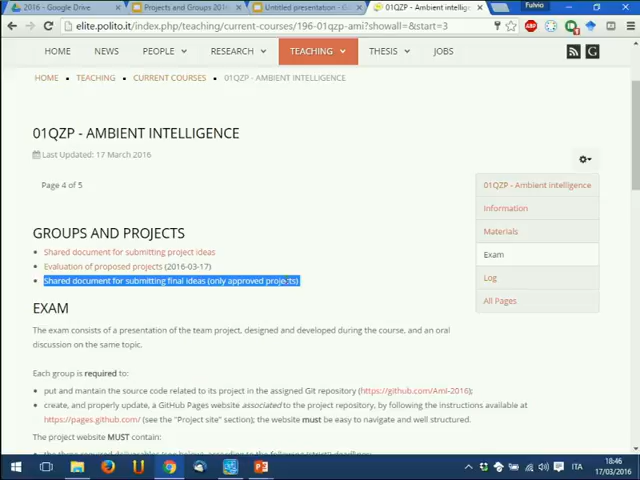 2016 – Google Drive
Projects and Groups 2016
Untitled presentation
01QZP - Ambient intellige
Fulvio
elite.polito.it/index.php/teaching/current-courses/196-01qzp-ami?showall=&start=3
HOME
NEWS
PEOPLE
RESEARCH
TEACHING
THESIS
JOBS
HOME
TEACHING
CURRENT COURSES
01QZP - AMBIENT INTELLIGENCE
01QZP - AMBIENT INTELLIGENCE
Last Updated: 17 March 2016
Page 4 of 5
01QZP - Ambient intelligence
Information
Materials
Exam
Log
All Pages
GROUPS AND PROJECTS
Shared document for submitting project ideas
Evaluation of proposed projects (2016-03-17)
Shared document for submitting final ideas (only approved projects)
EXAM
The exam consists of a presentation of the team project, designed and developed during the course, and an oral
discussion on the same topic.
Each group is required to:
put and mantain the source code related to its project in the assigned Git repository (https://github.com/AmI-2016);
create, and properly update, a GitHub Pages website associated to the project repository, by following the instructions available at
https://pages.github.com/ (see the "Project site" section); the website must be easy to navigate and well structured.
The project website MUST contain:
ITA
18:46
17/03/2016